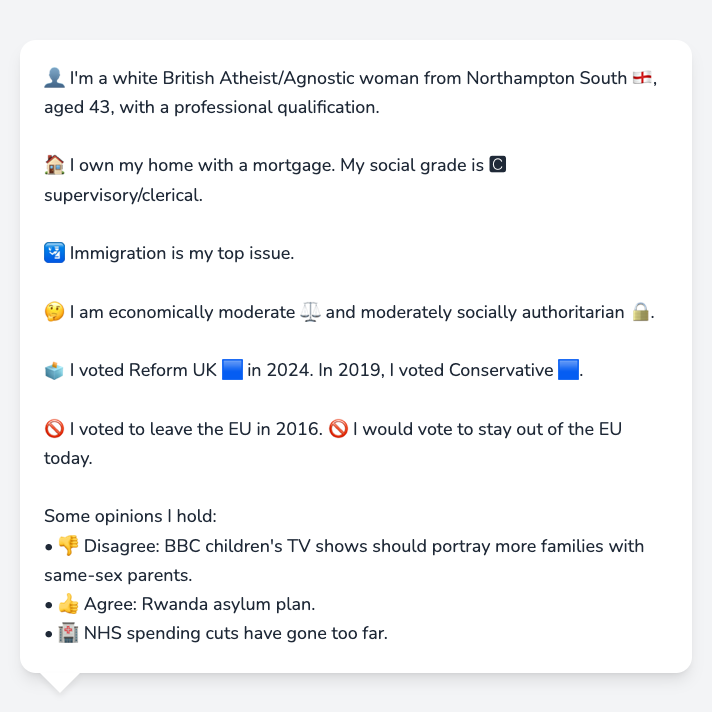 👤 I'm a white British Atheist/Agnostic woman from Northampton South 🏴󠁧󠁢󠁥󠁮󠁧󠁿,
aged 43, with a professional qualification.
🏠 I own my home with a mortgage. My social grade is 🅲
supervisory/clerical.
🛂 Immigration is my top issue.
🤔 I am economically moderate ⚖️ and moderately socially authoritarian 🔒.
🗳️ I voted Reform UK 🟦 in 2024. In 2019, I voted Conservative 🟦.
🚫 I voted to leave the EU in 2016. 🚫 I would vote to stay out of the EU
today.
Some opinions I hold:
• 👎 Disagree: BBC children's TV shows should portray more families with
same-sex parents.
• 👍 Agree: Rwanda asylum plan.
• 🏥 NHS spending cuts have gone too far.